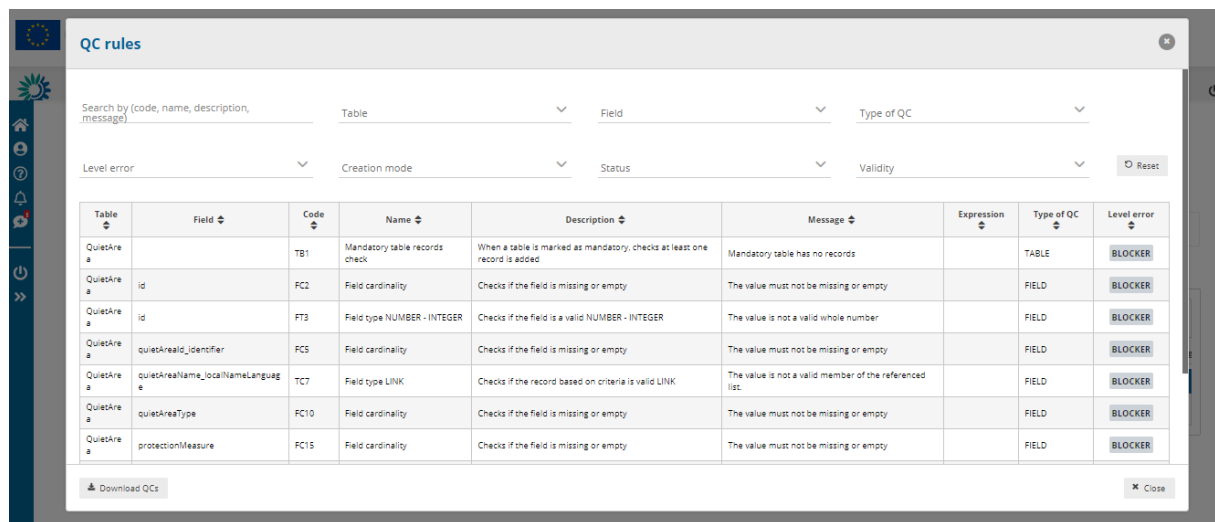 QC rules
Search by (code, name, description,
message)
Table
Field
Type of QC
Level error
Creation mode
Status
Validity
Reset
Table
Field
Code
Name
Description
Message
Expression
Type of QC
Level error
QuietAre
a
TB1
Mandatory table records
check
When a table is marked as mandatory, checks at least one
record is added
Mandatory table has no records
TABLE
BLOCKER
QuietAre
a
id
FC2
Field cardinality
Checks if the field is missing or empty
The value must not be missing or empty
FIELD
BLOCKER
QuietAre
a
id
FT3
Field type NUMBER - INTEGER
Checks if the field is a valid NUMBER - INTEGER
The value is not a valid whole number
FIELD
BLOCKER
QuietAre
a
quietAreaId_identifier
FC5
Field cardinality
Checks if the field is missing or empty
The value must not be missing or empty
FIELD
BLOCKER
QuietAre
a
quietAreaName_localNameLanguag
e
TC7
Field type LINK
Checks if the record based on criteria is valid LINK
The value is not a valid member of the referenced
list.
FIELD
BLOCKER
QuietAre
a
quietAreaType
FC10
Field cardinality
Checks if the field is missing or empty
The value must not be missing or empty
FIELD
BLOCKER
QuietAre
a
protectionMeasure
FC15
Field cardinality
Checks if the field is missing or empty
The value must not be missing or empty
FIELD
BLOCKER
Download QCs
Close